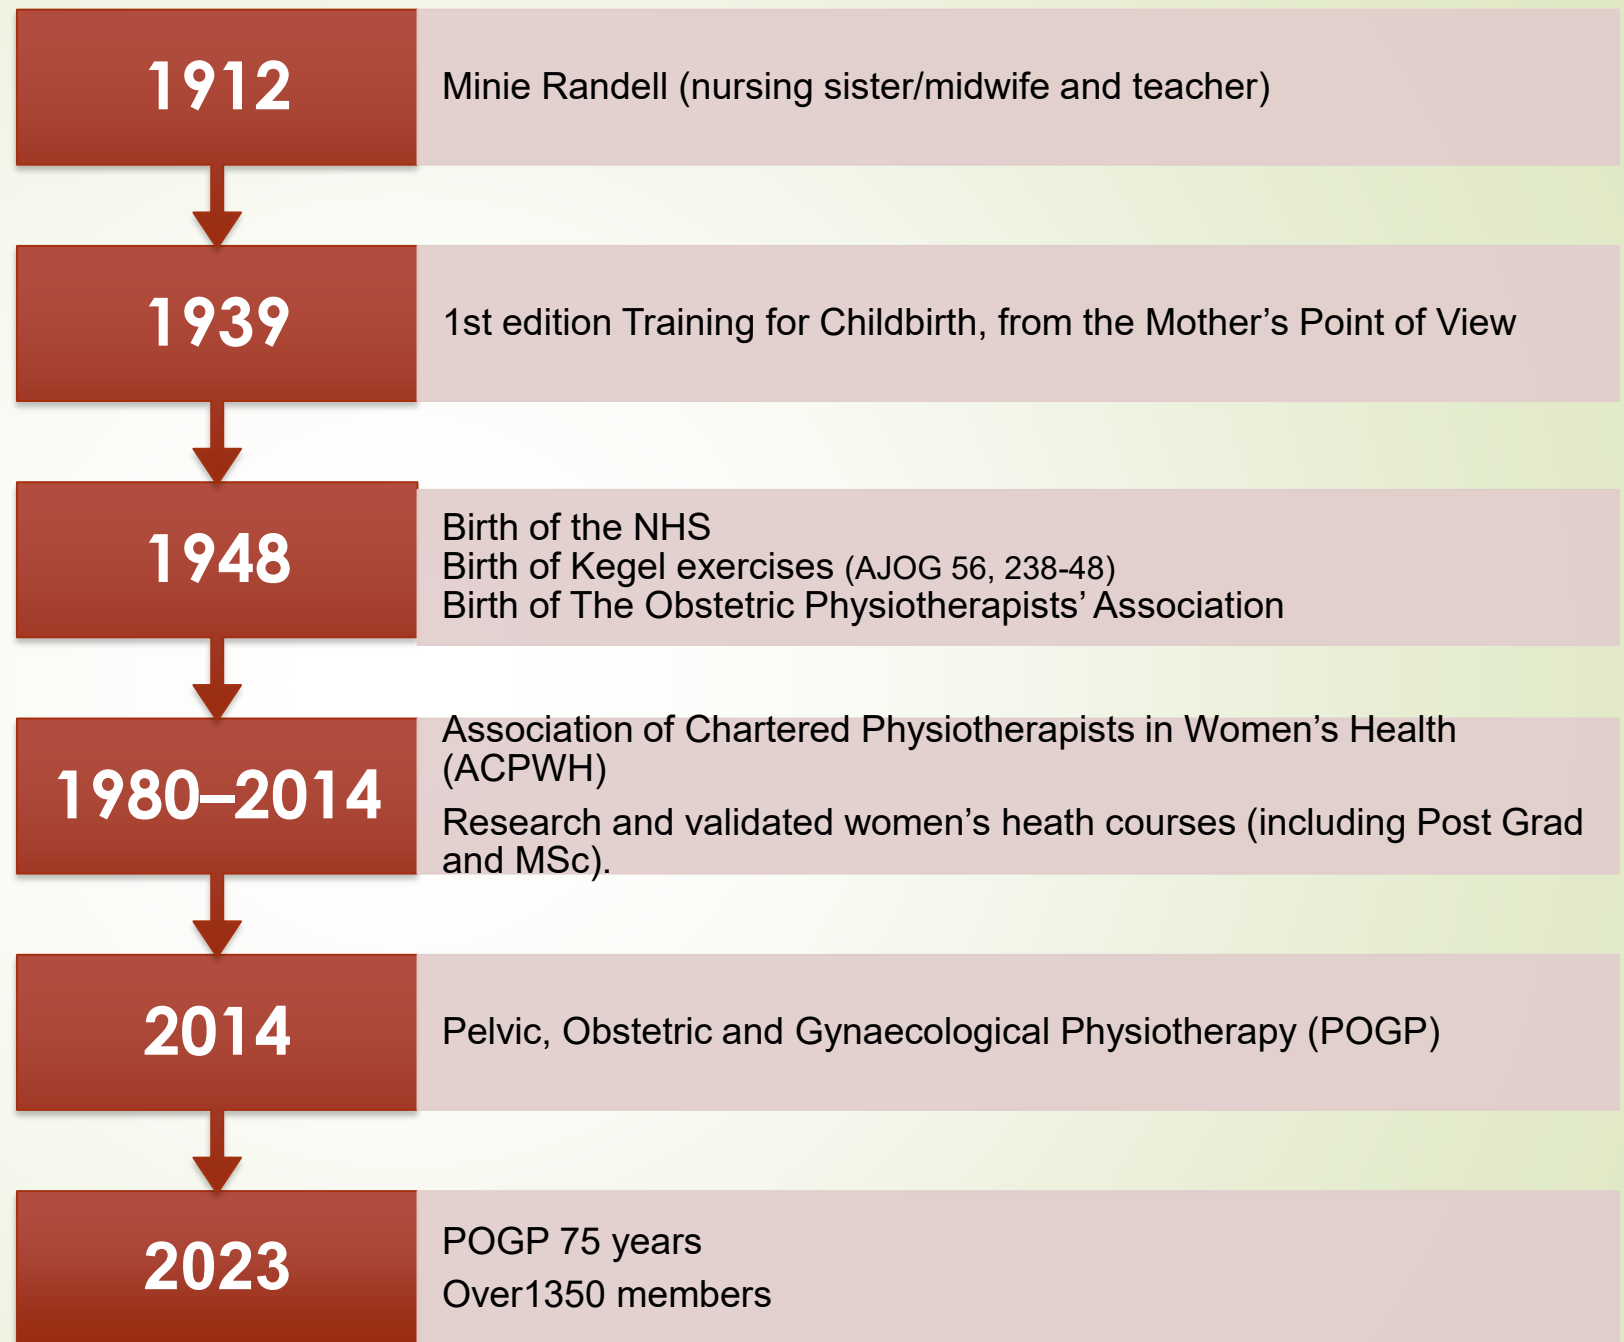 1912
Minie Randell (nursing sister/midwife and teacher)
1939
1st edition Training for Childbirth, from the Mother’s Point of View
1948
Birth of the NHS
Birth of Kegel exercises (AJOG 56, 238-48)
Birth of The Obstetric Physiotherapists’ Association
1980–2014
Association of Chartered Physiotherapists in Women’s Health
(ACPWH)
Research and validated women’s heath courses (including Post Grad
and MSc).
2014
Pelvic, Obstetric and Gynaecological Physiotherapy (POGP)
2023
POGP 75 years
Over1350 members